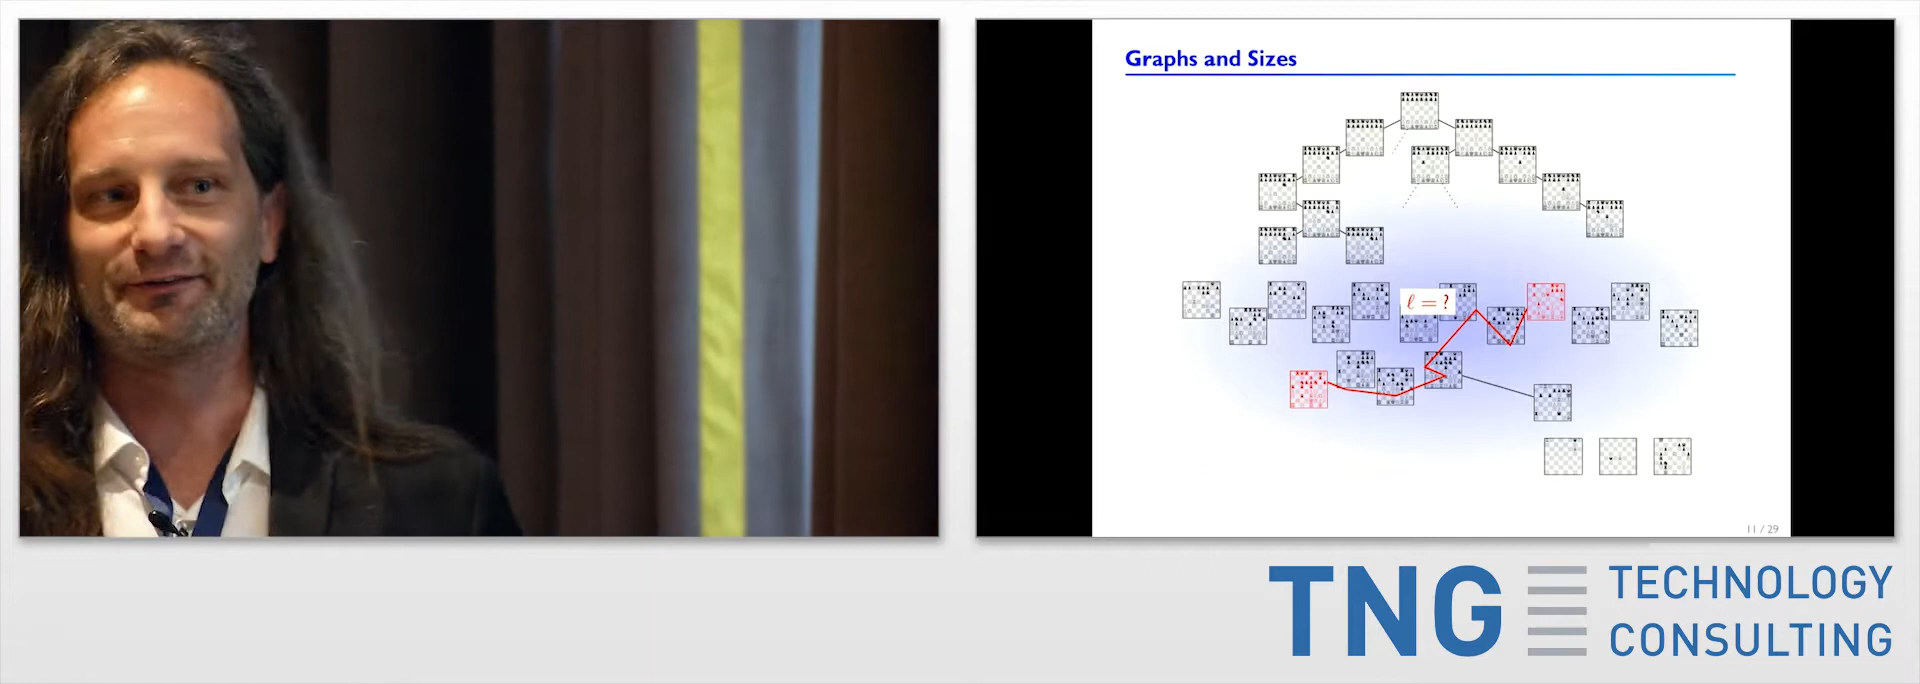 Graphs and Sizes
ℓ = ?
11 / 29
TNG TECHNOLOGY
CONSULTING